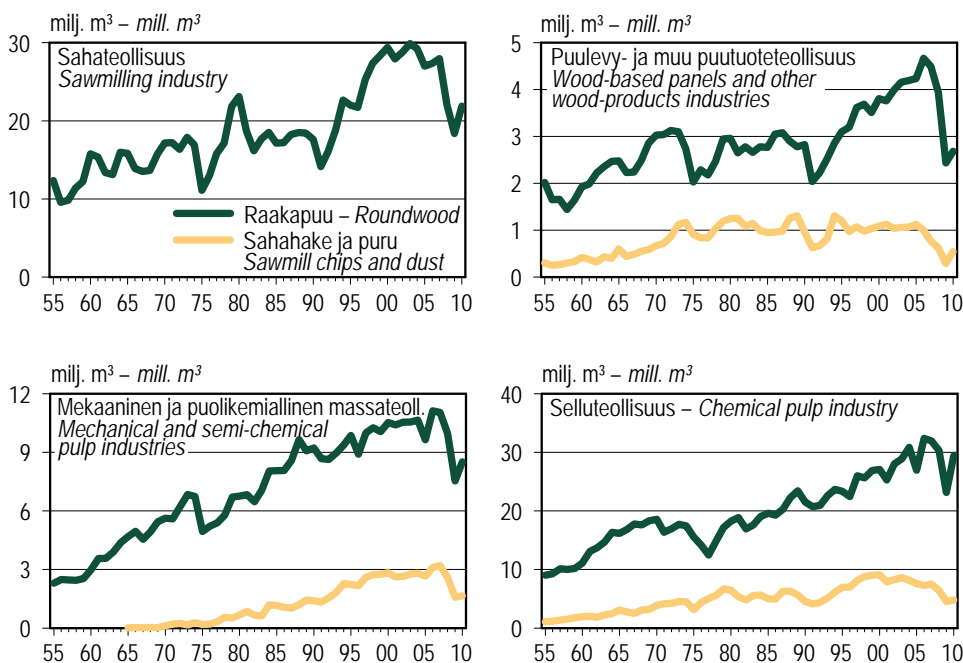 milj. m³ – mill. m³
30
20
10
0
Sahateollisuus
Sawmilling industry
Raakapuu – Roundwood
Sahahake ja puru
Sawmill chips and dust
55 60 65 70 75 80 85 90 95 00 05 10
milj. m³ – mill. m³
5
4
3
2
1
0
Puulevy- ja muu puutuoteteollisuus
Wood-based panels and other
wood-products industries
55 60 65 70 75 80 85 90 95 00 05 10
milj. m³ – mill. m³
12
9
6
3
0
Mekaaninen ja puolikemiallinen massateoll.
Mechanical and semi-chemical
pulp industries
55 60 65 70 75 80 85 90 95 00 05 10
milj. m³ – mill. m³
40
30
20
10
0
Selluteollisuus – Chemical pulp industry
55 60 65 70 75 80 85 90 95 00 05 10